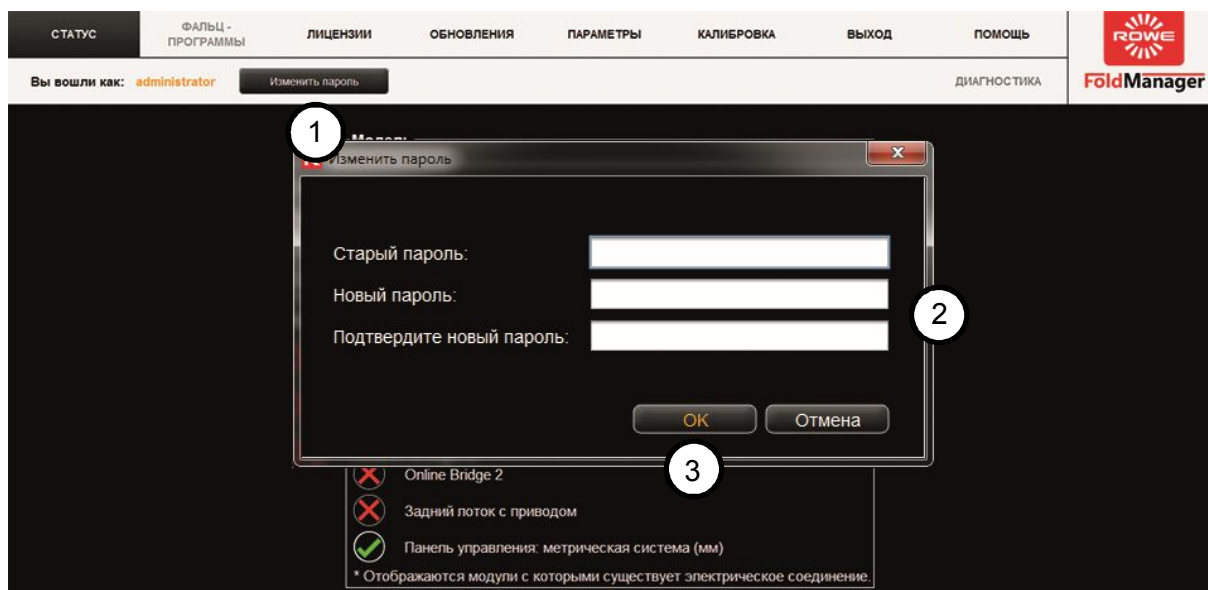 СТАТУС
ФАЛЬЦ -
ПРОГРАММЫ
ЛИЦЕНЗИИ
ОБНОВЛЕНИЯ
ПАРАМЕТРЫ
КАЛИБРОВКА
ВЫХОД
ПОМОЩЬ
ROWE
Вы вошли как: administrator
Изменить пароль
ДИАГНОСТИКА
FoldManager
1
Модель
Изменить пароль
x
Старый пароль:
Новый пароль:
2
Подтвердите новый пароль:
OK
Отмена
3
Online Bridge 2
Задний лоток с приводом
Панель управления: метрическая система (мм)
* Отображаются модули с которыми существует электрическое соединение.